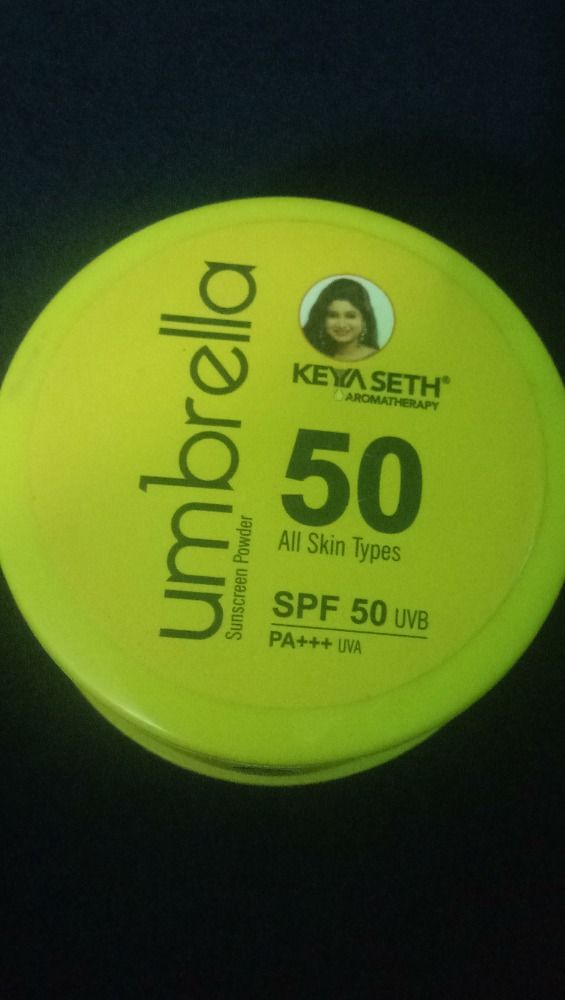 umbrella
Sunscreen Powder
KEYA SETH®
AROMATHERAPY
50
All Skin Types
SPF 50 UVB
PA+++ UVA